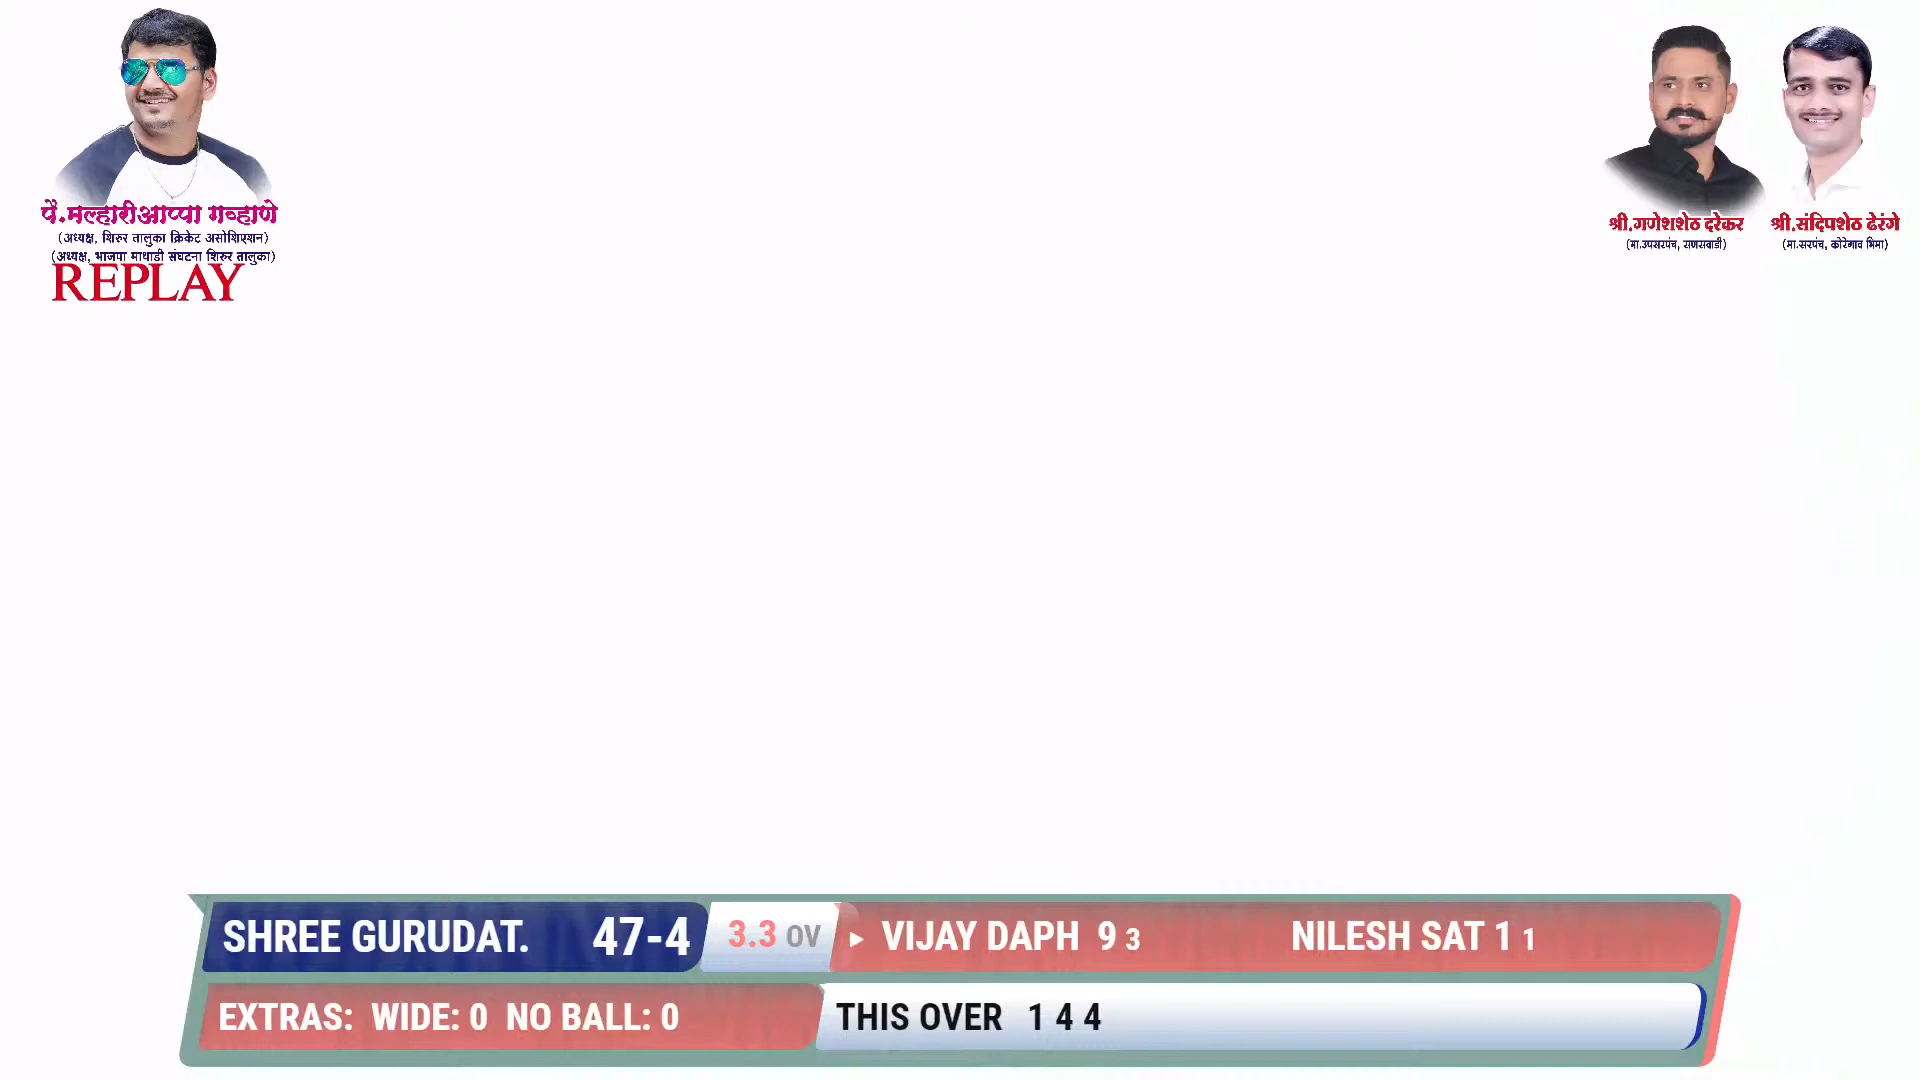 पै.मल्हारीआप्पा गव्हाणे
(अध्यक्ष, शिरुर तालुका क्रिकेट असोशिएशन)
(अध्यक्ष, भाजपा माथाडी संघटना शिरुर तालुका)
REPLAY
श्री.गणेशशेठ दरेकर
(मा.उपसरपंच, सणसवाडी)
श्री.संदिपशेठ ढेरंगे
(मा.सरपंच, कोरेगाव भिमा)
SHREE GURUDAT. 47-4 3.3 OV VIJAY DAPH 9 3 NILESH SAT 1 1
EXTRAS: WIDE: 0 NO BALL: 0 THIS OVER 1 4 4